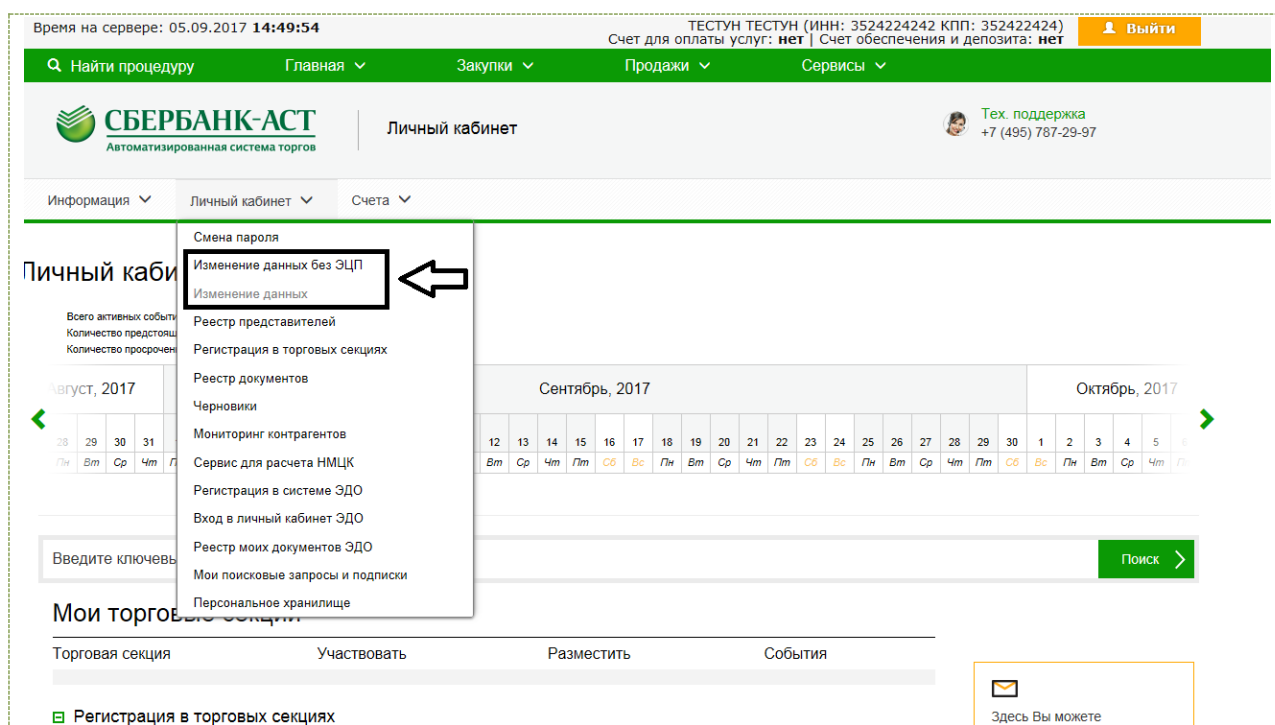 Время на сервере: 05.09.2017 14:49:54
ТЕСТУН ТЕСТУН (ИНН: 3524224242 КПП: 352422424)
Счет для оплаты услуг: нет | Счет обеспечения и депозита: нет
Выйти
Найти процедуру Главная Закупки Продажи Сервисы
СБЕРБАНК-АСТ
Автоматизированная система торгов
Личный кабинет
Тех. поддержка
+7 (495) 787-29-97
Информация Личный кабинет Счета
Смена пароля
Изменение данных без ЭЦП
Изменение данных
Реестр представителей
Регистрация в торговых секциях
Реестр документов
Черновики
Мониторинг контрагентов
Сервис для расчета НМЦК
Регистрация в системе ЭДО
Вход в личный кабинет ЭДО
Реестр моих документов ЭДО
Мои поисковые запросы и подписки
Персональное хранилище
Личный каби
Всего активных событи
Количество предстоящ
Количество просрочен
Август, 2017 Сентябрь, 2017 Октябрь, 2017
28 29 30 31 12 13 14 15 16 17 18 19 20 21 22 23 24 25 26 27 28 29 30 1 2 3 4 5
Пн Вт Ср Чт Вт Ср Чт Пт Сб Вс Пн Вт Ср Чт Пт Сб Вс Пн Вт Ср Чт Пт Сб Вс Пн Вт Ср Чт
Введите ключевы
Поиск
Мои торговые секции
Торговая секция Участвовать Разместить События
Регистрация в торговых секциях
Здесь Вы можете